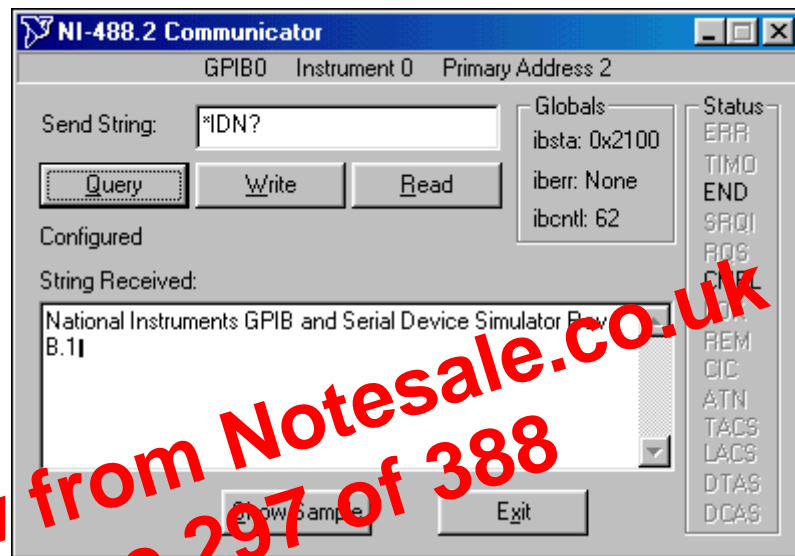 NI-488.2 Communicator
GPIB0 Instrument 0 Primary Address 2
Send String: *IDN?
Query Write Read
Configured
String Received:
National Instruments GPIB and Serial Device Simulator Rev
B.1
Show Sample Exit
Globals
ibsta: 0x2100
iberr: None
ibcntl: 62
Status
ERR
TIMO
END
SRQI
RQS
CMPL
LOK
REM
CIC
ATN
TACS
LACS
DTAS
DCAS
from Notesale.co.uk
297 of 388